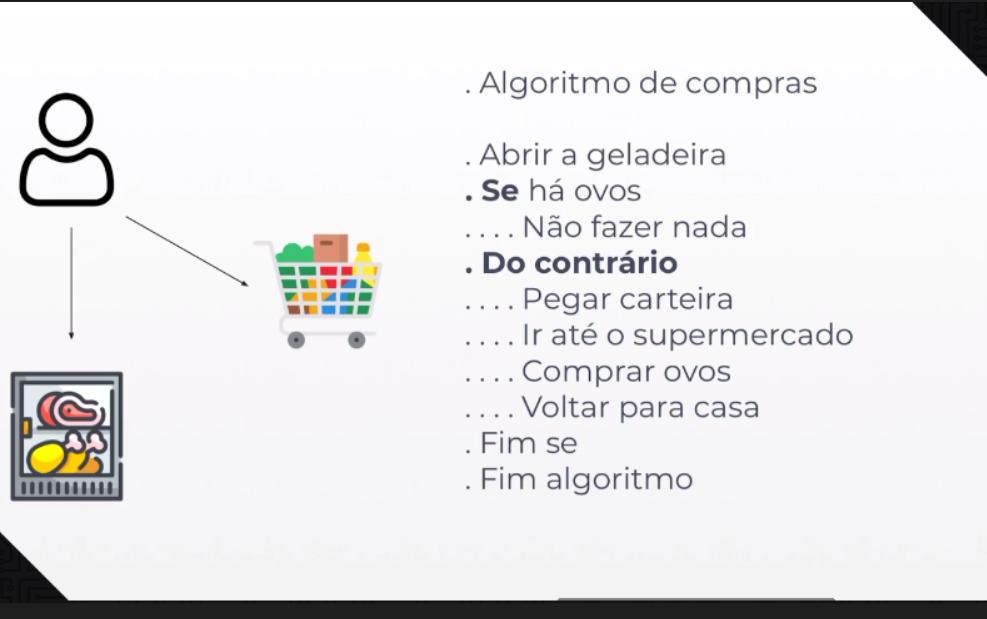 . Algoritmo de compras
. Abrir a geladeira
. Se há ovos
. . . . Não fazer nada
. Do contrário
. . . . Pegar carteira
. . . . Ir até o supermercado
. . . . Comprar ovos
. . . . Voltar para casa
. Fim se
. Fim algoritmo